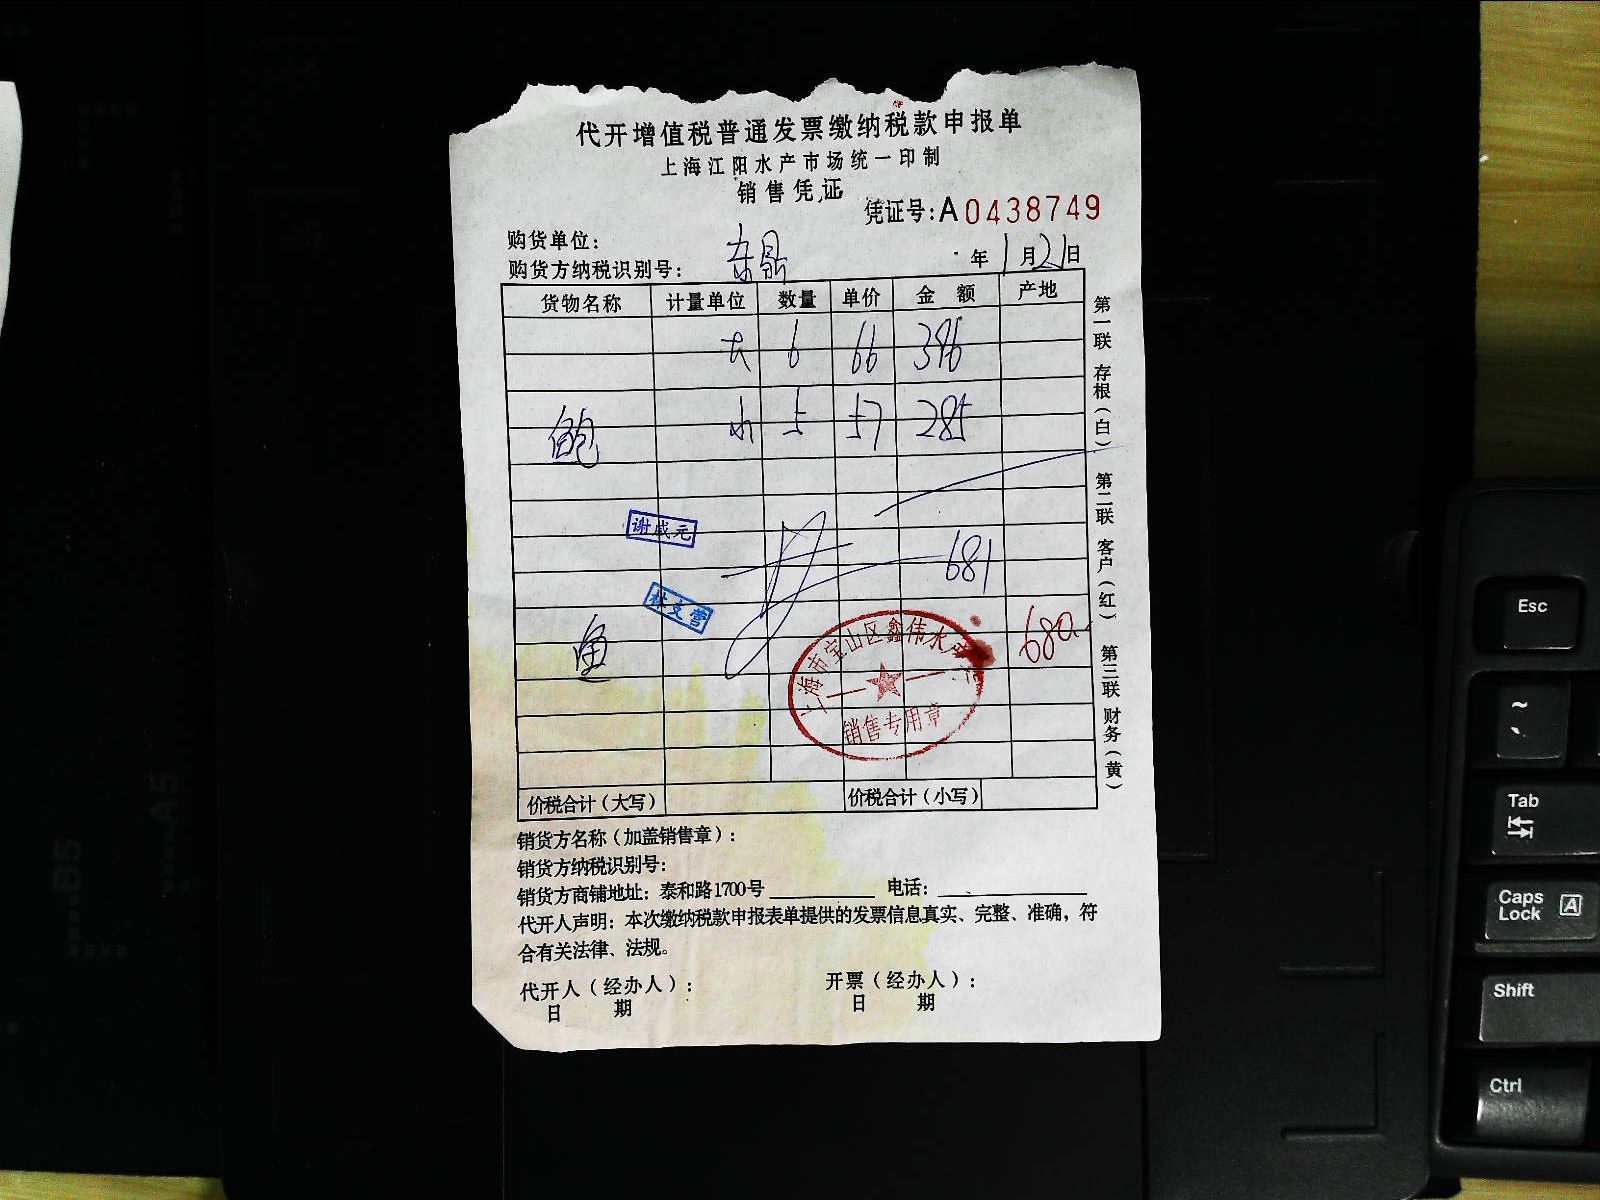 代开增值税普通发票缴纳税款申报单
上海江阳水产市场统一印制
销售凭证
凭证号:A0438749
购货单位:
购货方纳税识别号: 东晶
年 1月21日
货物名称 计量单位 数量 单价 金额 产地
大 6 66 396
鲍 小 5 57 285
谢咸元
681
林支营
鱼 680
上海市宝山区鑫伟水产
销售专用章
价税合计(大写) 价税合计(小写)
第一联 存根(白) 第二联 客户(红) 第三联 财务(黄)
销货方名称(加盖销售章):
销货方纳税识别号:
销货方商铺地址: 泰和路1700号 电话:
代开人声明: 本次缴纳税款申报表单提供的发票信息真实、完整、准确, 符
合有关法律、法规。
代开人(经办人): 开票(经办人):
日 期 日 期
B5
A5
Esc
~
Tab
Caps
Lock A
Shift
Ctrl